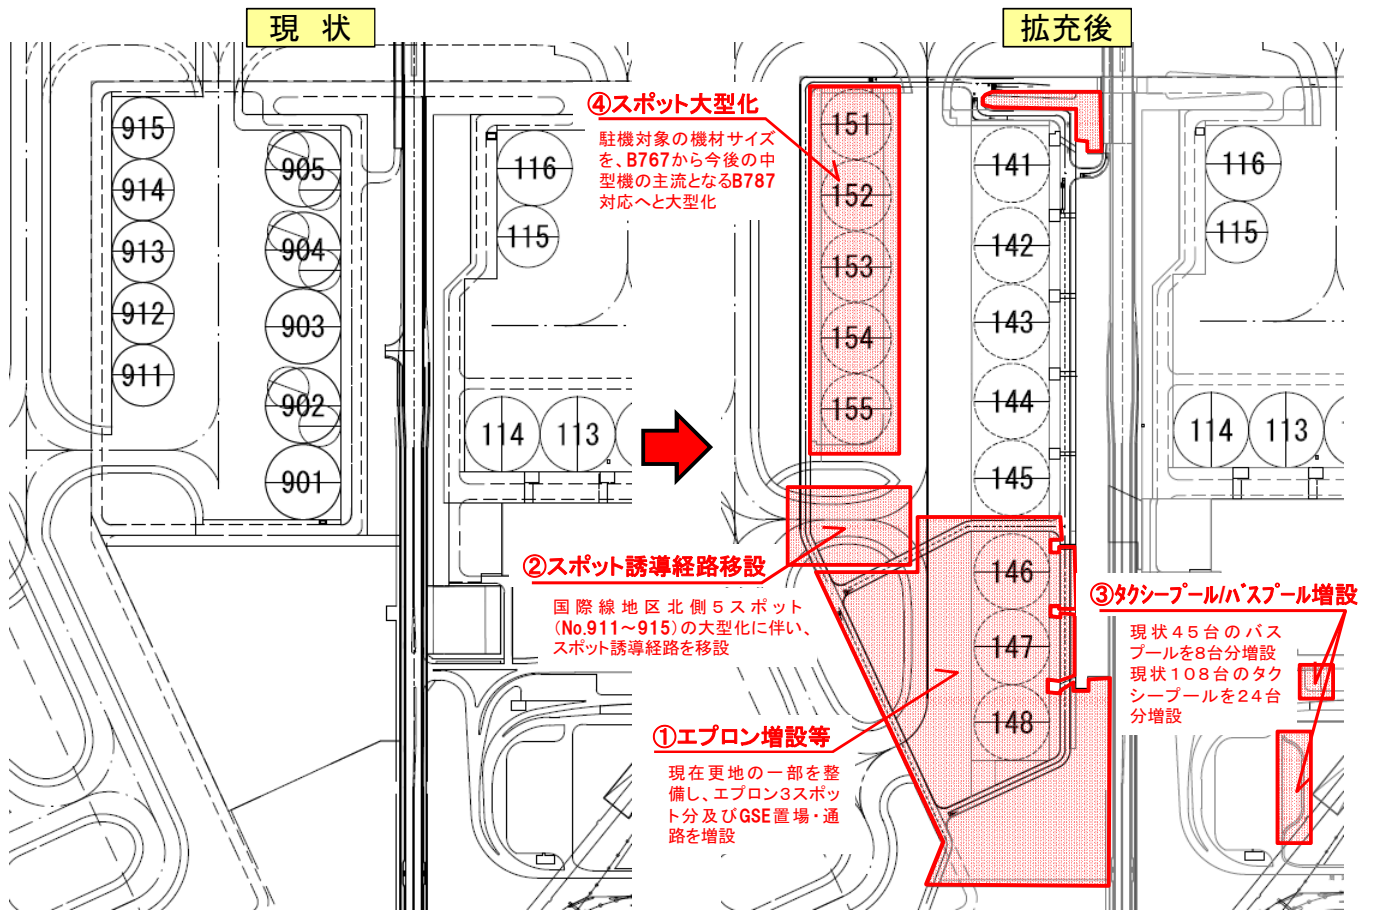 現 状
拡充後
915
914
913
912
911
905
904
903
902
901
116
115
114
113
④スポット大型化
駐機対象の機材サイズ
を、B767から今後の中
型機の主流となるB787
対応へと大型化
151
152
153
154
155
141
142
143
144
145
146
147
148
116
115
114
113
②スポット誘導経路移設
国際線地区北側5スポット
(No.911～915)の大型化に伴い、
スポット誘導経路を移設
①エプロン増設等
現在更地の一部を整
備し、エプロン3スポッ
ト分及びGSE置場・通
路を増設
③タクシープール/バスプール増設
現状45台のバス
プールを8台分増設
現状108台のタク
シープールを24台
分増設